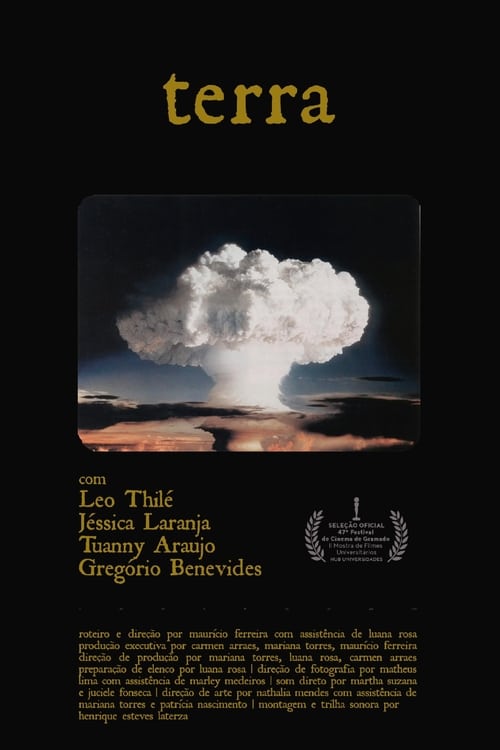 terra
com
Leo Thilé
Jéssica Laranja
Tuanny Araujo
Gregório Benevides
SELEÇÃO OFICIAL
47º Festival
de Cinema de Gramado
II Mostra de Filmes
Universitários
HUB UNIVERSIDADES
roteiro e direção por maurício ferreira com assistência de luana rosa
produção executiva por carmen arraes, mariana torres, maurício ferreira
direção de produção por mariana torres, luana rosa, carmen arraes
preparação de elenco por luana rosa | direção de fotografia por matheus
lima com assistência de marley medeiros | som direto por martha suzana
e juciele fonseca | direção de arte por nathalia mendes com assistência de
mariana torres e patrícia nascimento | montagem e trilha sonora por
henrique esteves laterza